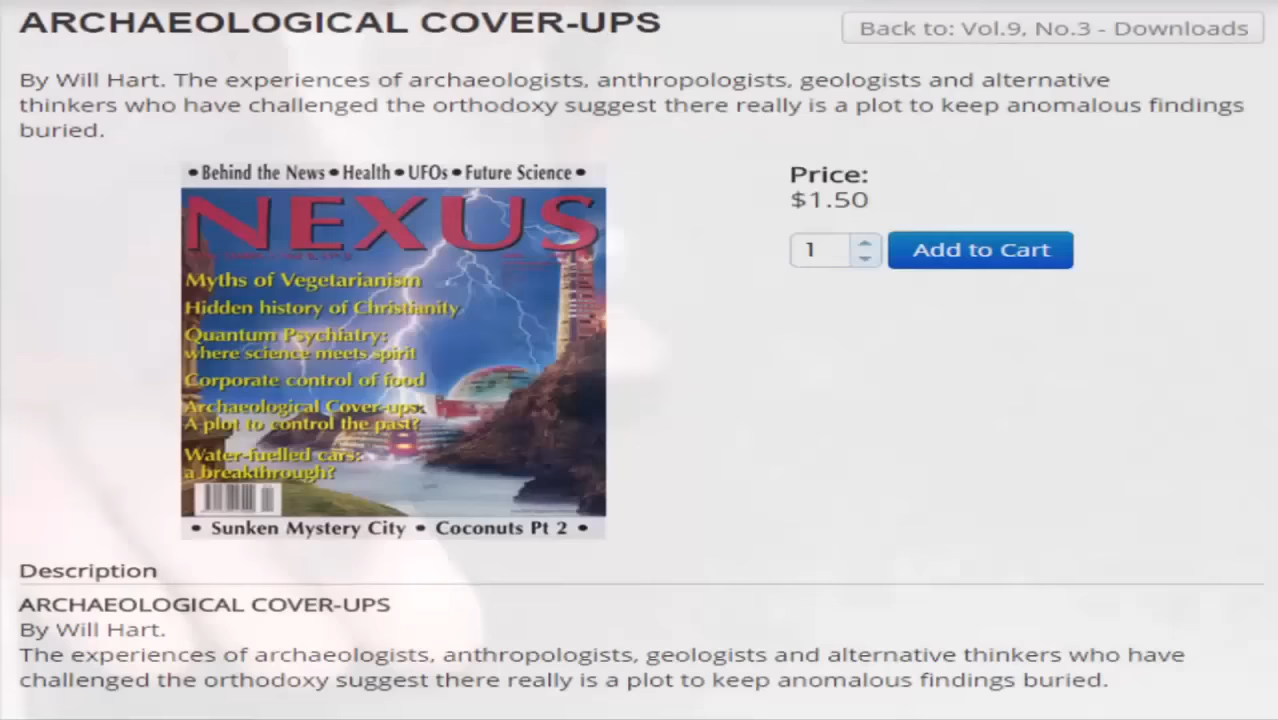 ARCHAEOLOGICAL COVER-UPS
Back to: Vol.9, No.3 - Downloads
By Will Hart. The experiences of archaeologists, anthropologists, geologists and alternative
thinkers who have challenged the orthodoxy suggest there really is a plot to keep anomalous findings
buried.
• Behind the News • Health • UFOs • Future Science •
NEXUS
Myths of Vegetarianism
Hidden history of Christianity
Quantum Psychiatry:
where science meets spirit
Corporate control of food
Archaeological Cover-ups:
A plot to control the past?
Water-fuelled cars:
a breakthrough?
• Sunken Mystery City • Coconuts Pt 2 •
Price:
$1.50
1
Add to Cart
Description
ARCHAEOLOGICAL COVER-UPS
By Will Hart.
The experiences of archaeologists, anthropologists, geologists and alternative thinkers who have
challenged the orthodoxy suggest there really is a plot to keep anomalous findings buried.